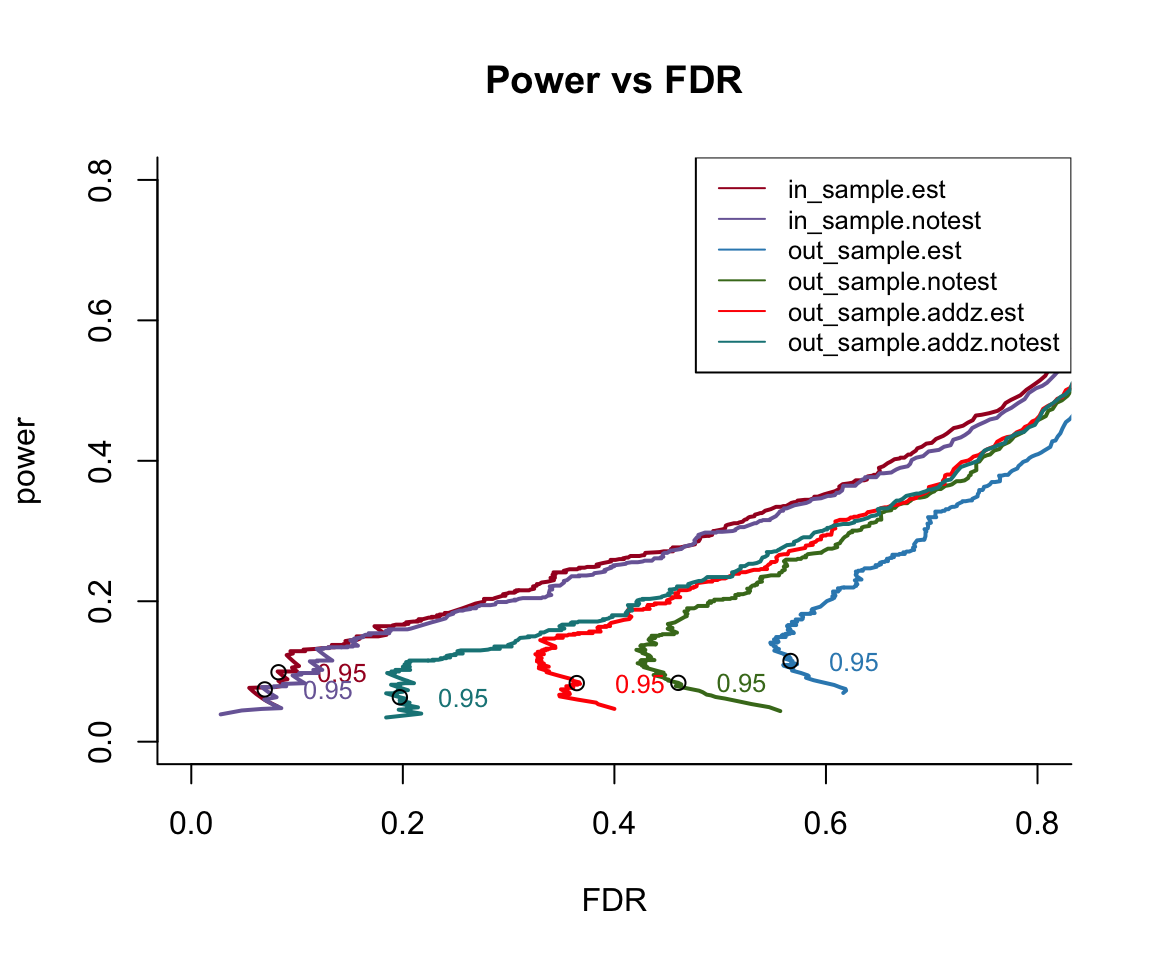 Power vs FDR
in_sample.est
in_sample.notest
out_sample.est
out_sample.notest
out_sample.addz.est
out_sample.addz.notest
power
0.8
0.6
0.4
0.2
0.0
0.95
0.95
0.95
0.95
0.95
0.95
0.0 0.2 0.4 0.6 0.8
FDR